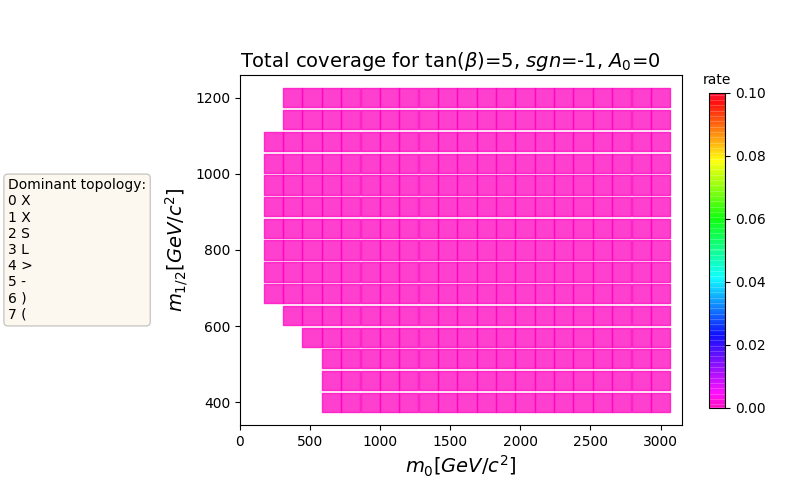 Total coverage for tan(β)=5, sgn=-1, A₀=0
rate
Dominant topology:
0 X
1 X
2 S
3 L
4 >
5 -
6 )
7 (
m₁/₂[GeV/c²]
1200
1000
800
600
400
0 500 1000 1500 2000 2500 3000
m₀[GeV/c²]
0.10
0.08
0.06
0.04
0.02
0.00